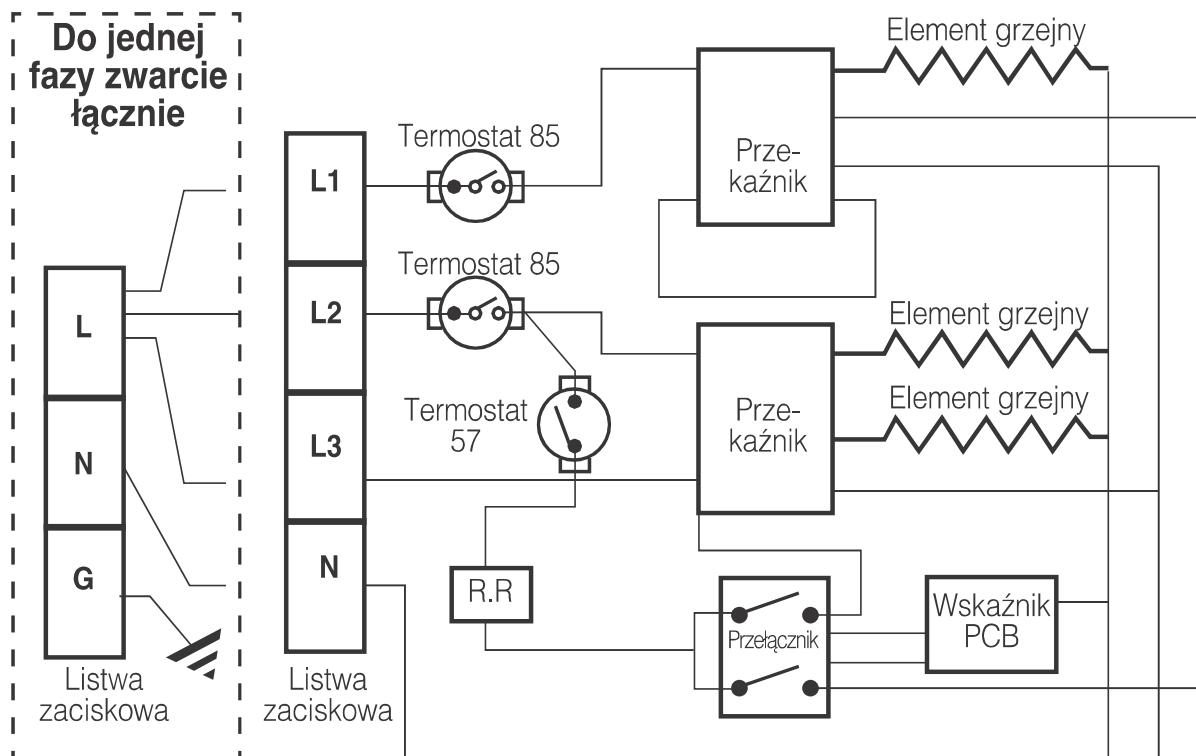 Do jednej
fazy zwarcie
łącznie
L
N
G
Listwa
zaciskowa
L1
L2
L3
N
Listwa
zaciskowa
Termostat 85
Termostat 85
Termostat
57
R.R
Prze-
kaźnik
Prze-
kaźnik
Element grzejny
Element grzejny
Element grzejny
Przełącznik
Wskaźnik
PCB